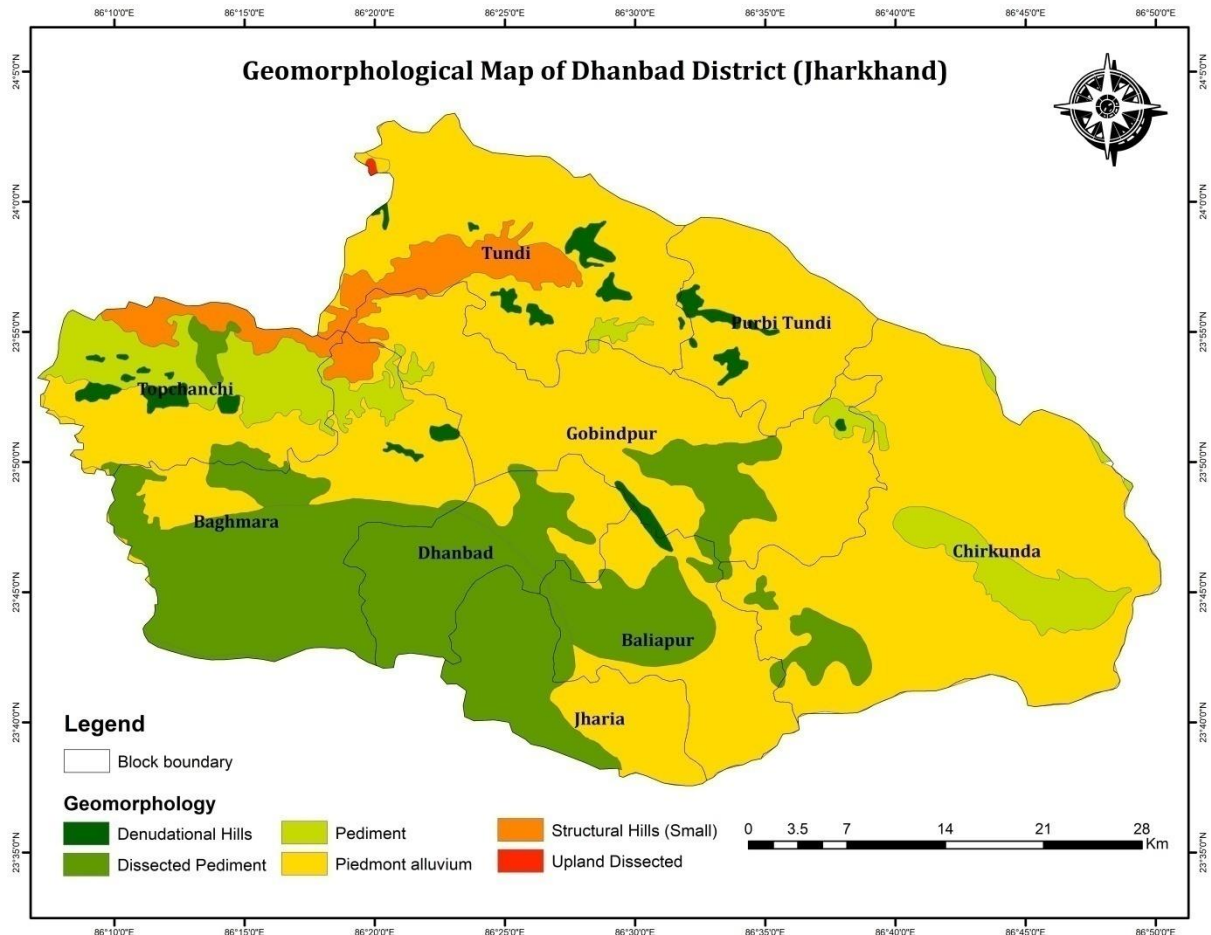 86°10'0"E 86°15'0"E 86°20'0"E 86°25'0"E 86°30'0"E 86°35'0"E 86°40'0"E 86°45'0"E 86°50'0"E
Geomorphological Map of Dhanbad District (Jharkhand)
24°5'0"N 24°5'0"N
24°0'0"N 24°0'0"N
Tundi
Purbi Tundi
23°55'0"N 23°55'0"N
Topchanchi
Gobindpur
23°50'0"N 23°50'0"N
Baghmara
Dhanbad
Chirkunda
23°45'0"N 23°45'0"N
Baliapur
Jharia
23°40'0"N 23°40'0"N
Legend
Block boundary
Geomorphology
Denudational Hills
Dissected Pediment
Pediment
Piedmont alluvium
Structural Hills (Small)
Upland Dissected
0 3.5 7 14 21 28
Km
23°35'0"N 23°35'0"N
86°10'0"E 86°15'0"E 86°20'0"E 86°25'0"E 86°30'0"E 86°35'0"E 86°40'0"E 86°45'0"E 86°50'0"E